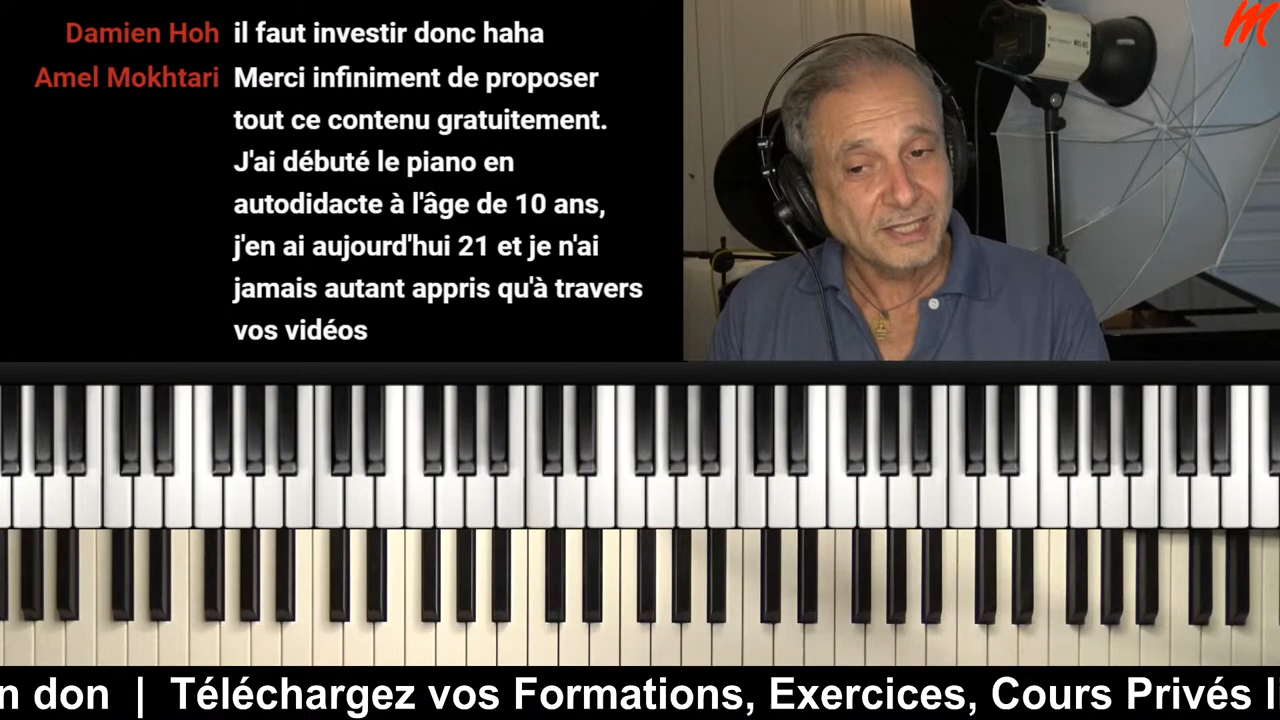 Damien Hoh il faut investir donc haha
Amel Mokhtari Merci infiniment de proposer
tout ce contenu gratuitement.
J'ai débuté le piano en
autodidacte à l'âge de 10 ans,
j'en ai aujourd'hui 21 et je n'ai
jamais autant appris qu'à travers
vos vidéos
n don | Téléchargez vos Formations, Exercices, Cours Privés